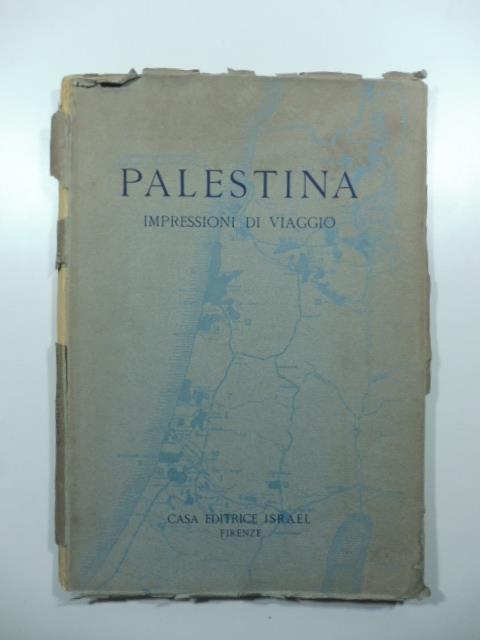 PALESTINA
IMPRESSIONI DI VIAGGIO
CASA EDITRICE ISRAEL
FIRENZE